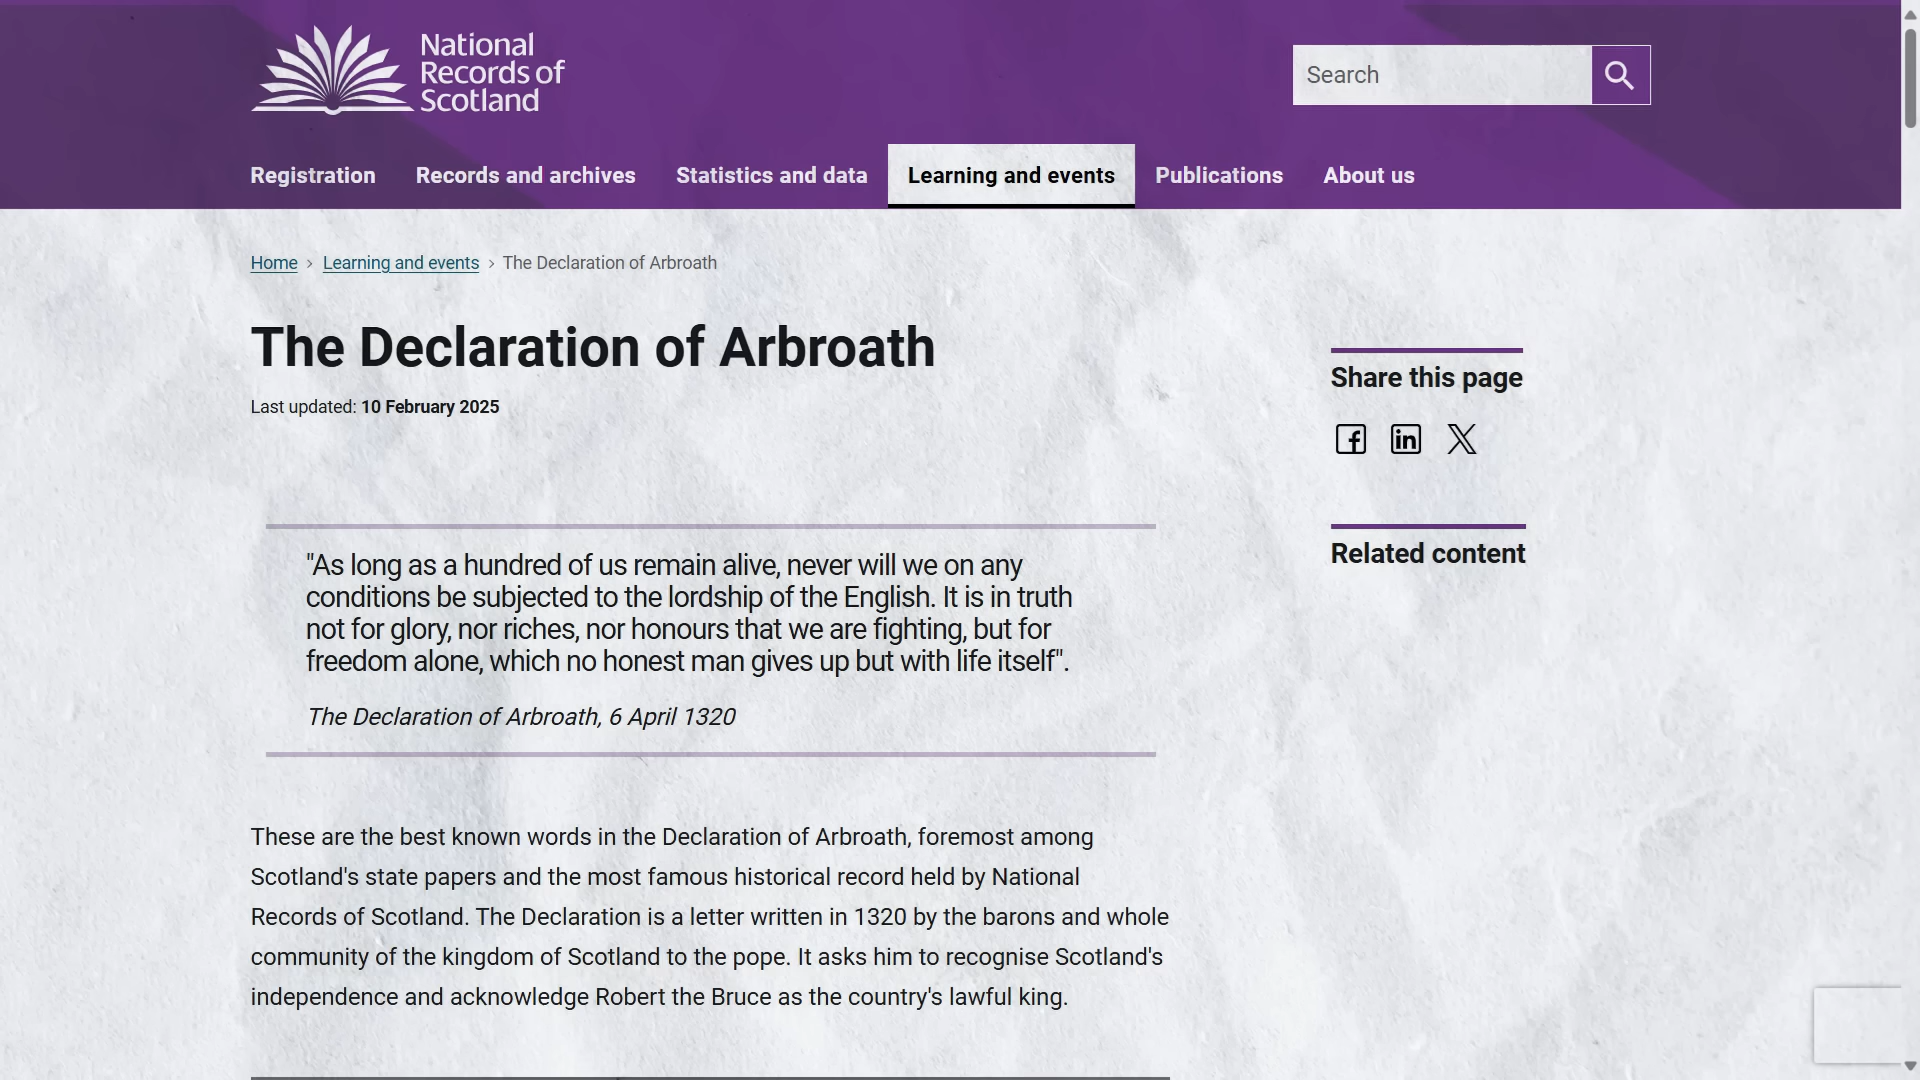 National
Records of
Scotland
Search
Registration Records and archives Statistics and data Learning and events Publications About us
Home › Learning and events › The Declaration of Arbroath
The Declaration of Arbroath
Last updated: 10 February 2025
Share this page
"As long as a hundred of us remain alive, never will we on any
conditions be subjected to the lordship of the English. It is in truth
not for glory, nor riches, nor honours that we are fighting, but for
freedom alone, which no honest man gives up but with life itself".
The Declaration of Arbroath, 6 April 1320
Related content
These are the best known words in the Declaration of Arbroath, foremost among
Scotland's state papers and the most famous historical record held by National
Records of Scotland. The Declaration is a letter written in 1320 by the barons and whole
community of the kingdom of Scotland to the pope. It asks him to recognise Scotland's
independence and acknowledge Robert the Bruce as the country's lawful king.